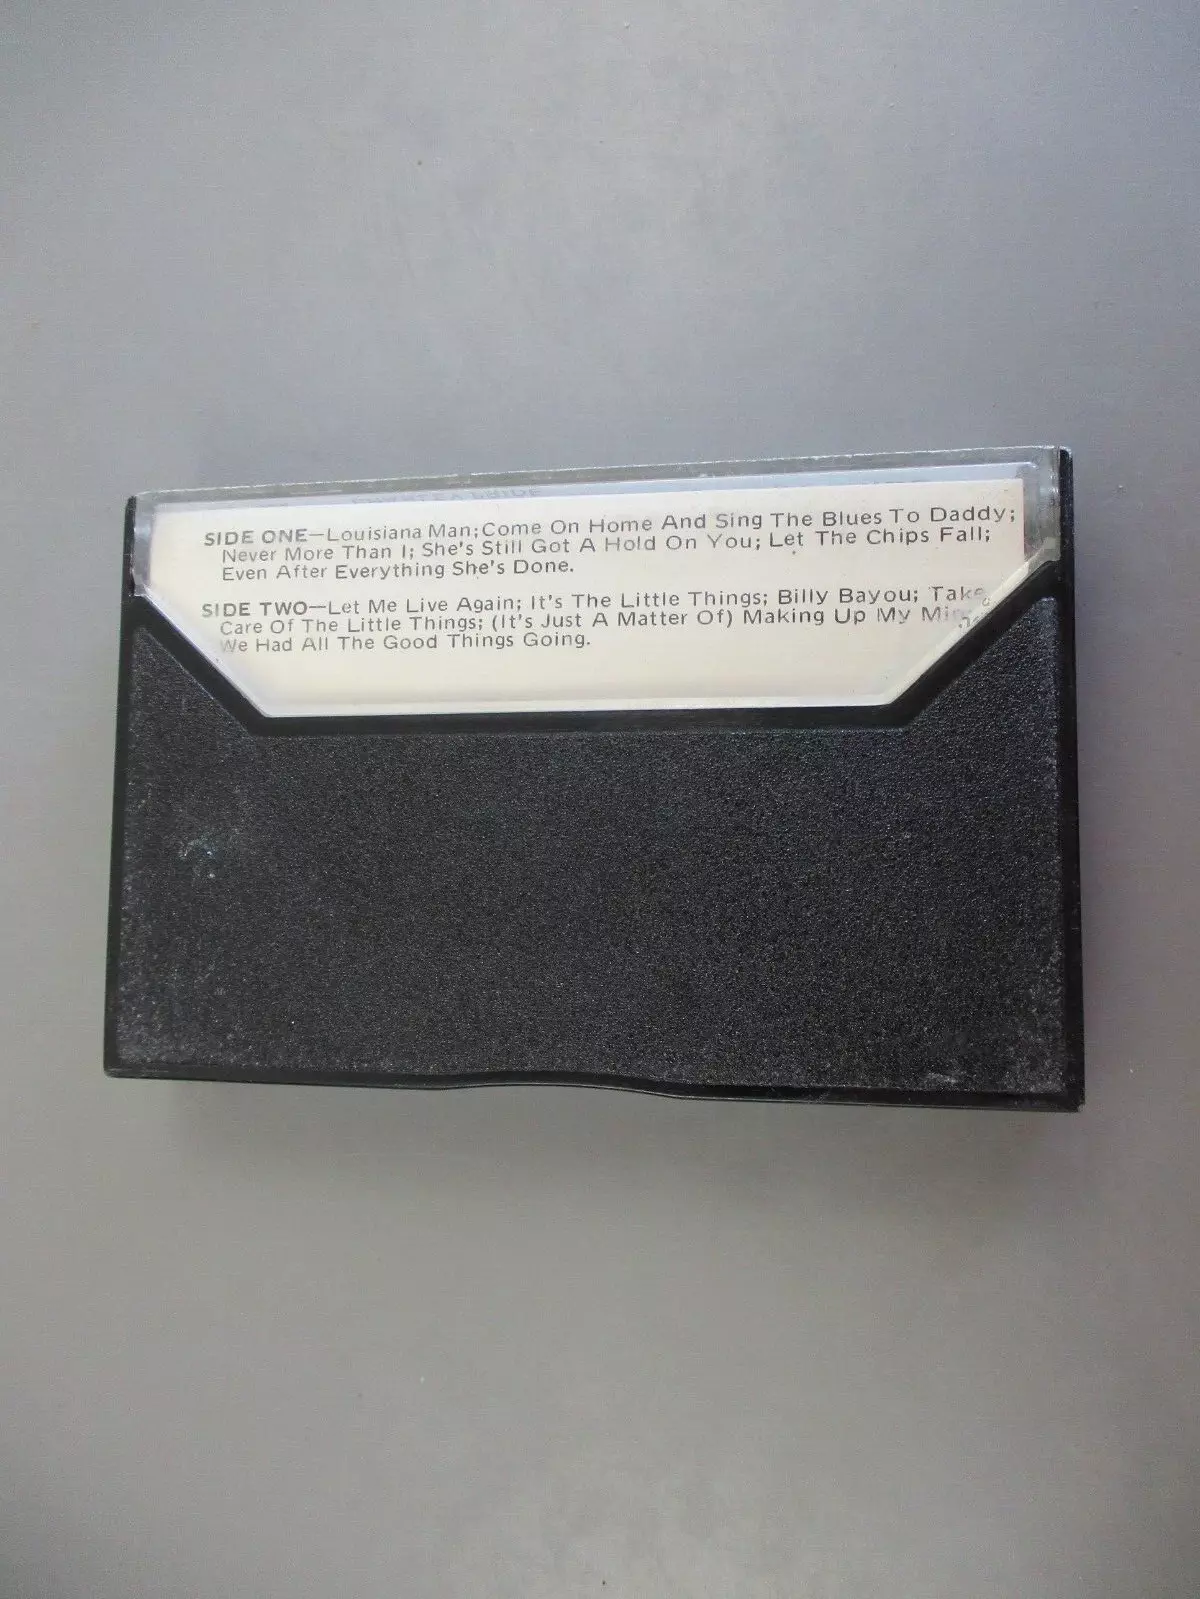 SIDE ONE—Louisiana Man; Come On Home And Sing The Blues To Daddy;
Never More Than I; She's Still Got A Hold On You; Let The Chips Fall;
Even After Everything She's Done.
SIDE TWO—Let Me Live Again; It's The Little Things; Billy Bayou; Take
Care Of The Little Things; (It's Just A Matter Of) Making Up My
We Had All The Good Things Going.